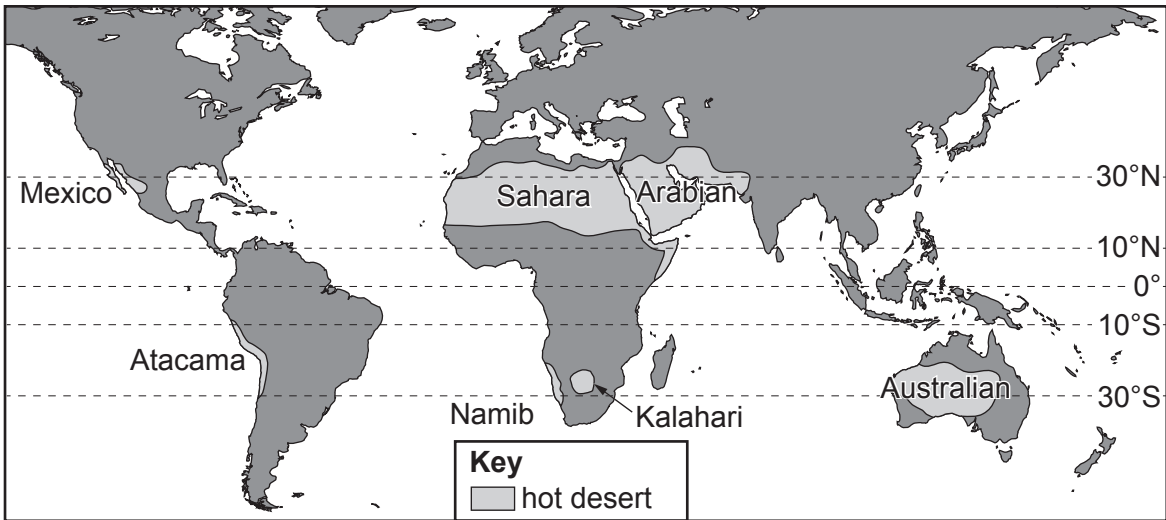 Mexico
Sahara
Arabian
30°N
10°N
0°
10°S
Atacama
Australian
30°S
Namib
Kalahari
Key
hot desert